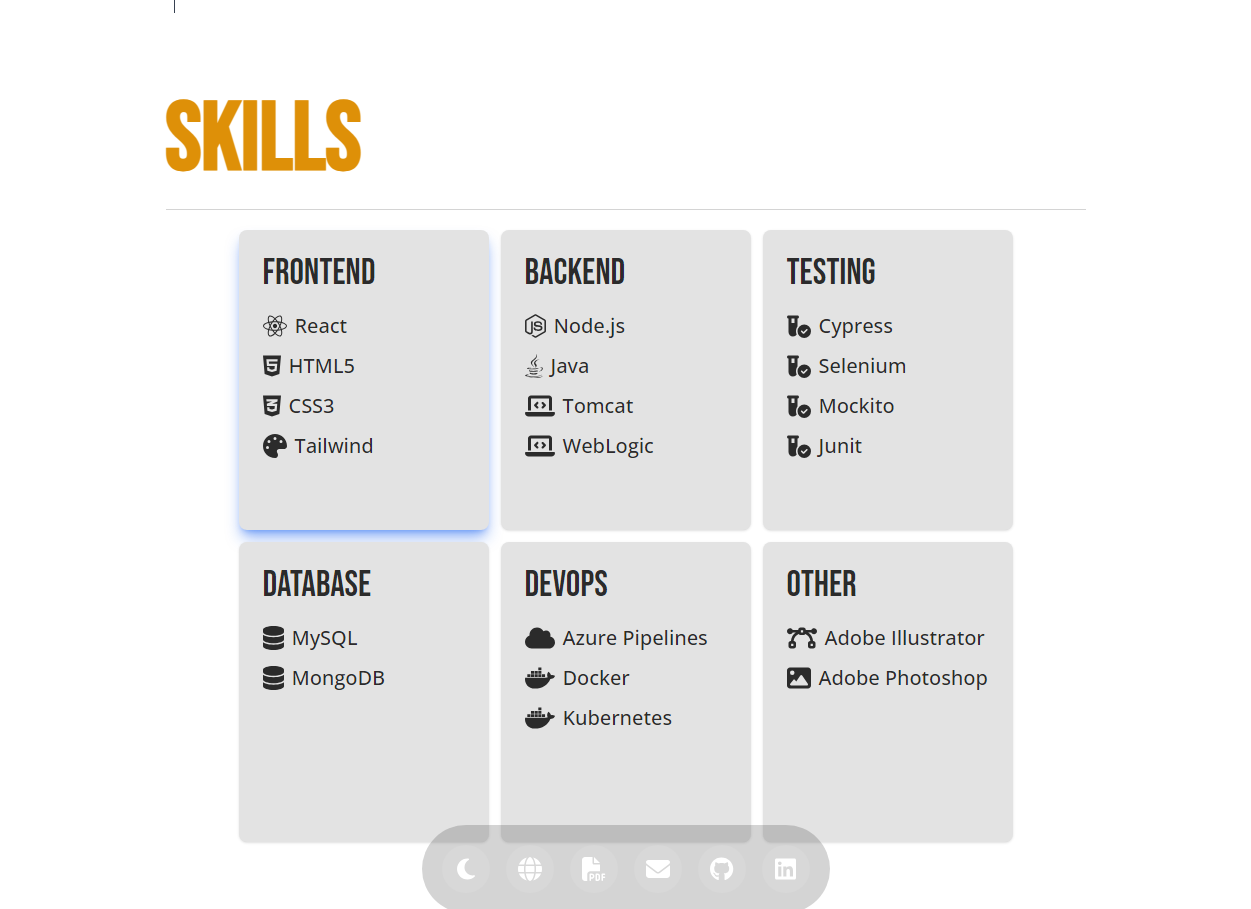 SKILLS
FRONTEND
React
HTML5
CSS3
Tailwind
BACKEND
Node.js
Java
Tomcat
WebLogic
TESTING
Cypress
Selenium
Mockito
Junit
DATABASE
MySQL
MongoDB
DEVOPS
Azure Pipelines
Docker
Kubernetes
OTHER
Adobe Illustrator
Adobe Photoshop
PDF